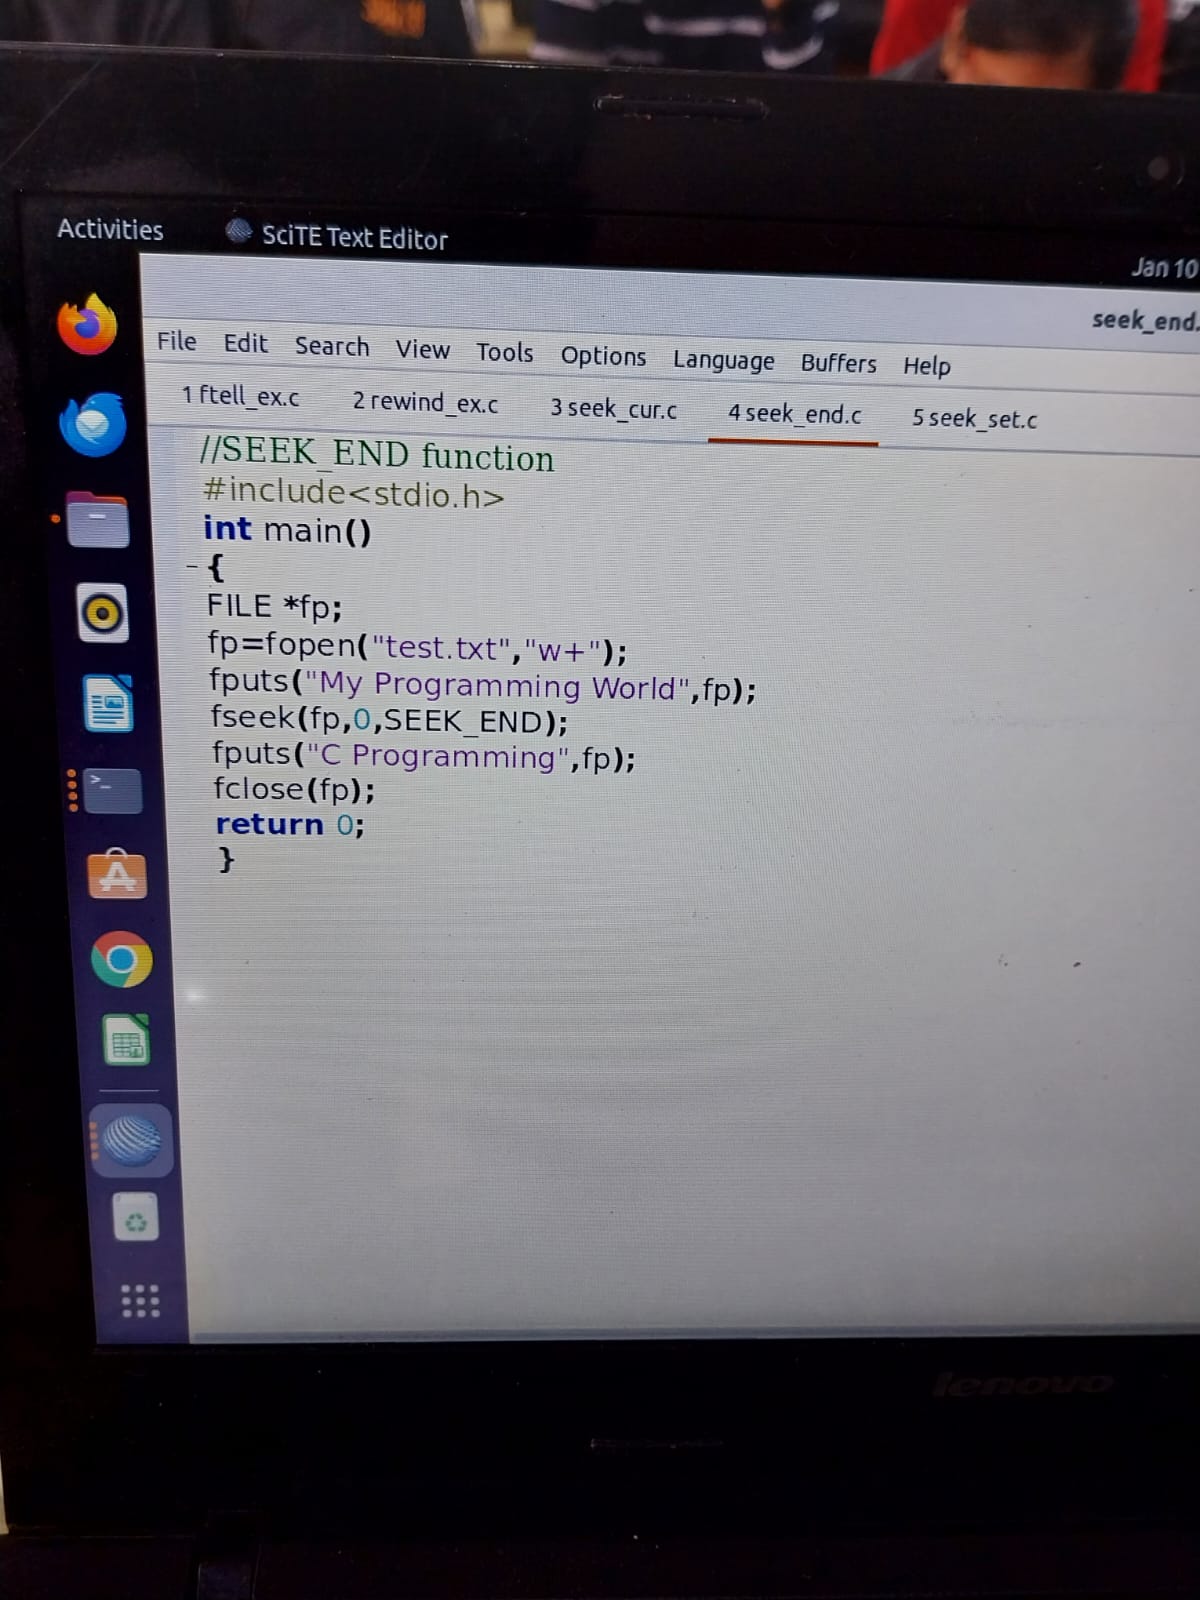 Activities
SciTE Text Editor
Jan 10
seek_end.
File Edit Search View Tools Options Language Buffers Help
1 ftell_ex.c 2 rewind_ex.c 3 seek_cur.c 4 seek_end.c 5 seek_set.c
//SEEK_END function
#include<stdio.h>
int main()
{
FILE *fp;
fp=fopen("test.txt","w+");
fputs("My Programming World",fp);
fseek(fp,0,SEEK_END);
fputs("C Programming",fp);
fclose(fp);
return 0;
}
lenovo